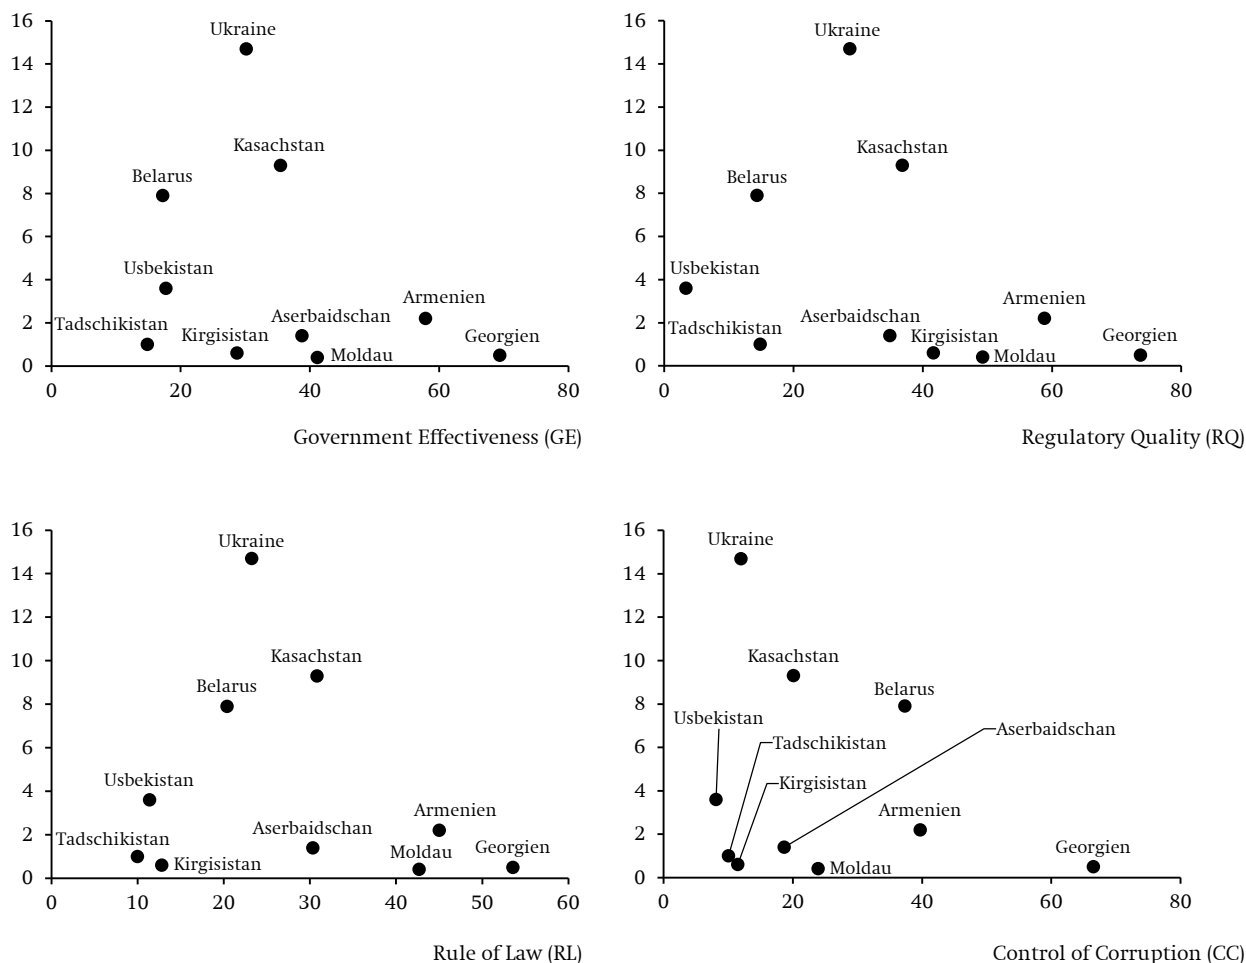 16
14
12
10
8
6
4
2
0
Ukraine
Kasachstan
Belarus
Usbekistan
Tadschikistan
Kirgisistan
Aserbaidschan
Moldau
Armenien
Georgien
0 20 40 60 80
Government Effectiveness (GE)
16
14
12
10
8
6
4
2
0
Ukraine
Kasachstan
Belarus
Usbekistan
Tadschikistan
Aserbaidschan
Kirgisistan
Moldau
Armenien
Georgien
0 20 40 60 80
Regulatory Quality (RQ)
16
14
12
10
8
6
4
2
0
Ukraine
Kasachstan
Belarus
Usbekistan
Tadschikistan
Kirgisistan
Aserbaidschan
Armenien
Moldau
Georgien
0 10 20 30 40 50 60
Rule of Law (RL)
16
14
12
10
8
6
4
2
0
Ukraine
Kasachstan
Belarus
Usbekistan
Aserbaidschan
Tadschikistan
Kirgisistan
Armenien
Georgien
Moldau
0 20 40 60 80
Control of Corruption (CC)